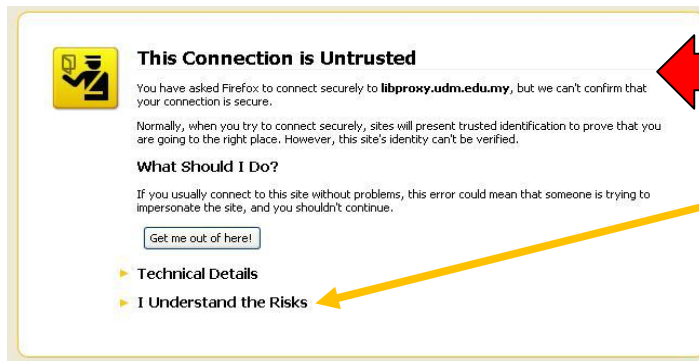 This Connection is Untrusted
You have asked Firefox to connect securely to libproxy.udm.edu.my, but we can't confirm that
your connection is secure.
Normally, when you try to connect securely, sites will present trusted identification to prove that you
are going to the right place. However, this site's identity can't be verified.
What Should I Do?
If you usually connect to this site without problems, this error could mean that someone is trying to
impersonate the site, and you shouldn't continue.
Get me out of here!
Technical Details
I Understand the Risks